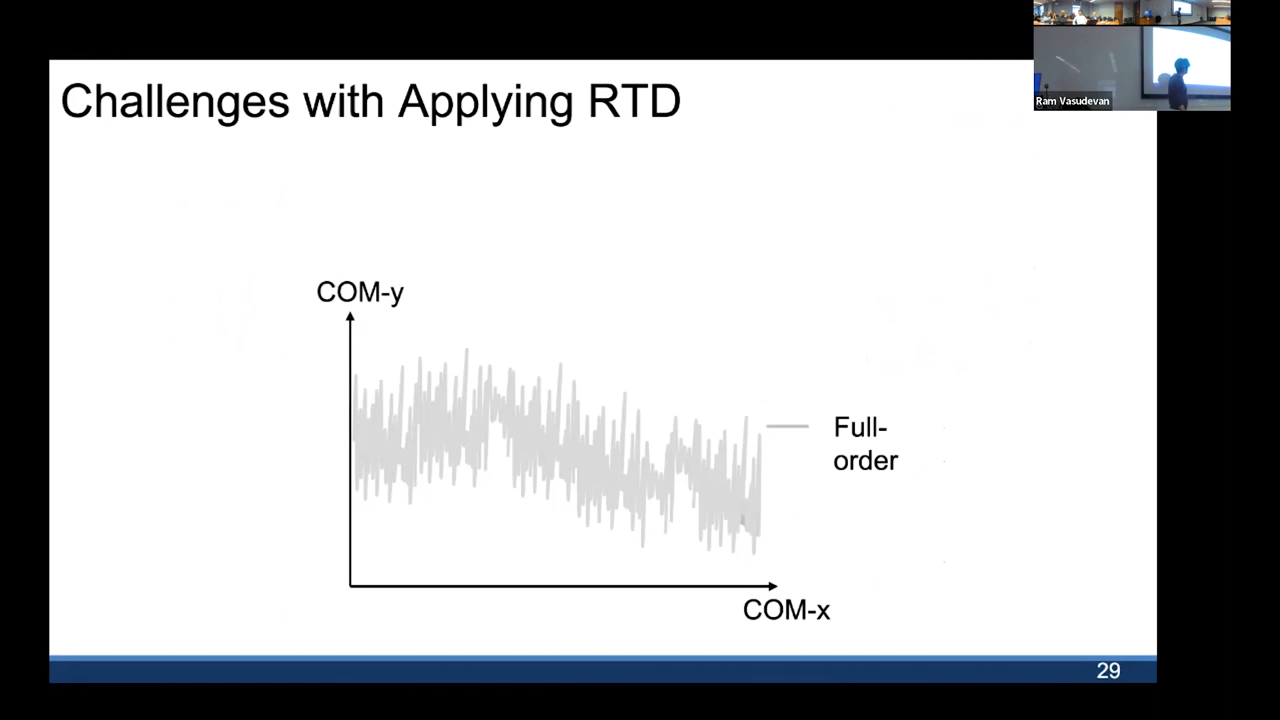 Challenges with Applying RTD
Ram Vasudevan
COM-y
Full-
order
COM-x
29